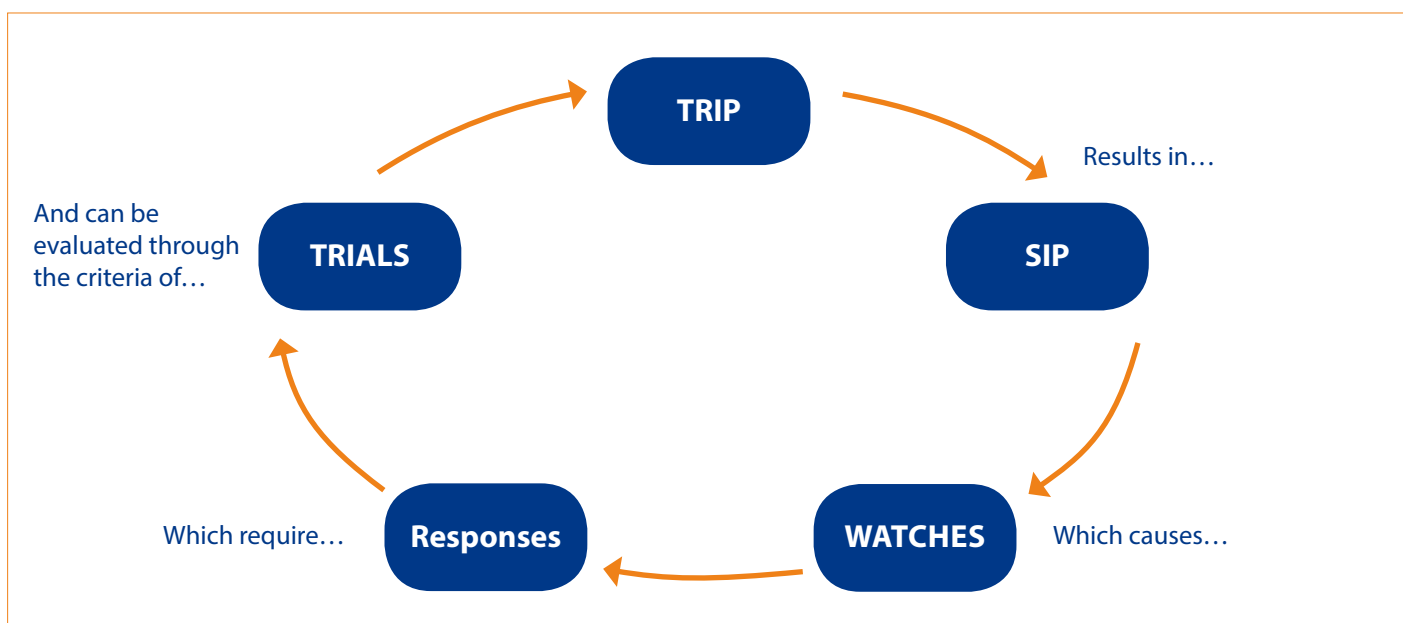 TRIP
Results in…
SIP
Which causes…
WATCHES
Responses
Which require…
TRIALS
And can be
evaluated through
the criteria of…